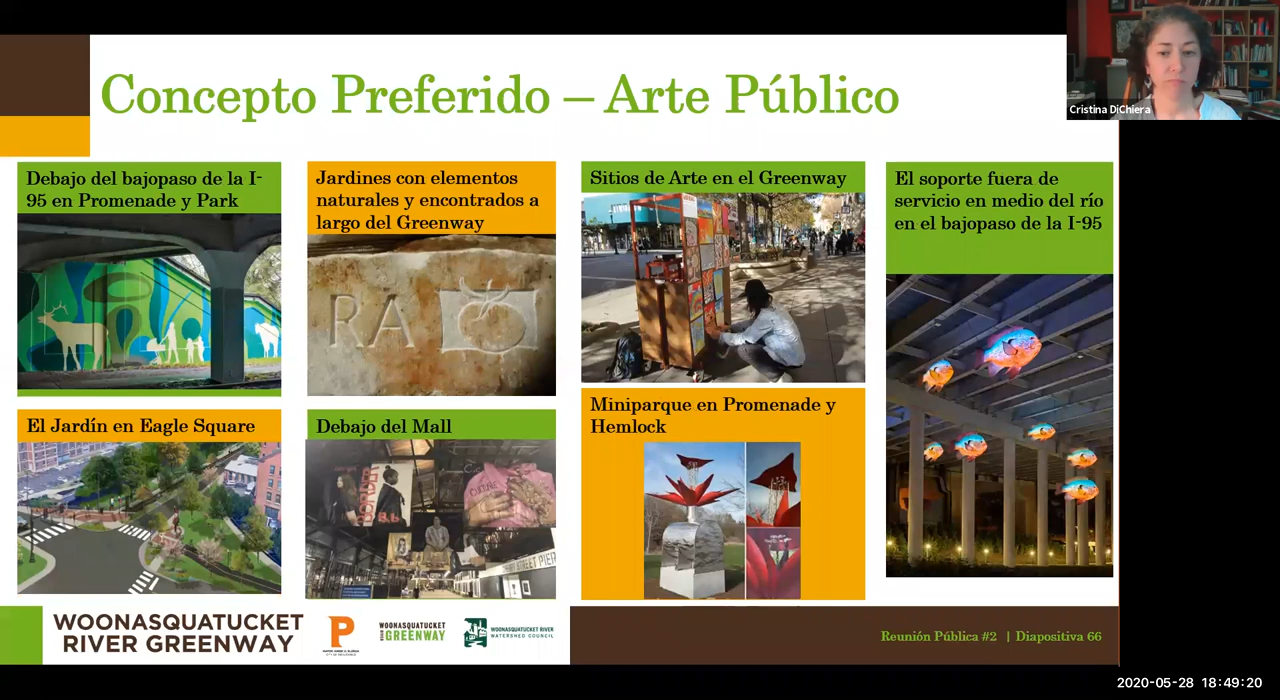 Concepto Preferido – Arte Público
Cristina DiChiera
Debajo del bajopaso de la I-
95 en Promenade y Park
Jardines con elementos
naturales y encontrados a
largo del Greenway
RA
Sitios de Arte en el Greenway
El soporte fuera de
servicio en medio del río
en el bajopaso de la I-95
El Jardín en Eagle Square
Debajo del Mall
BORDER
Miniparque en Promenade y
Hemlock
WOONASQUATUCKET
RIVER GREENWAY
P
WOONASQUATUCKET
GREENWAY
WOONASQUATUCKET RIVER
WATERSHED COUNCIL
Reunión Pública #2 | Diapositiva 66
2020-05-28 18:49:20